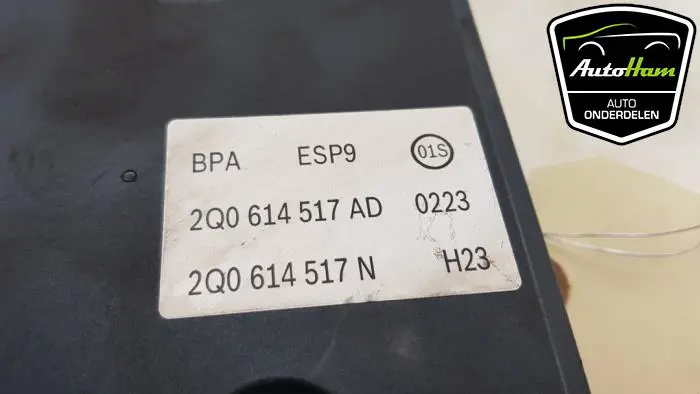 AutoHam
AUTO
ONDERDELEN
BPA ESP9 01S
2Q0 614 517 AD 0223
2Q0 614 517 N H23